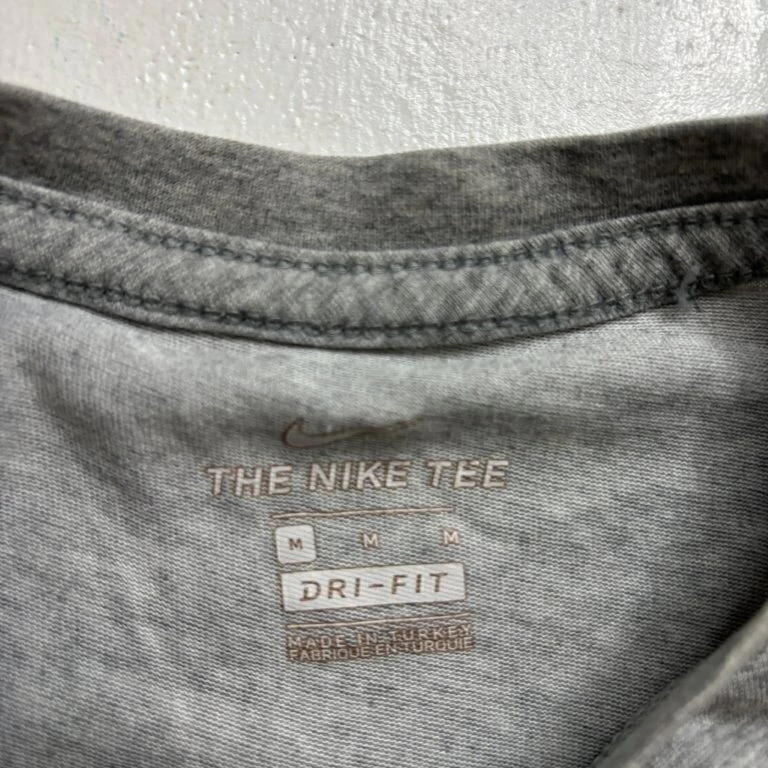 THE NIKE TEE
M M M
DRI-FIT
MADE IN TURKEY
FABRIQUE EN TURQUIE